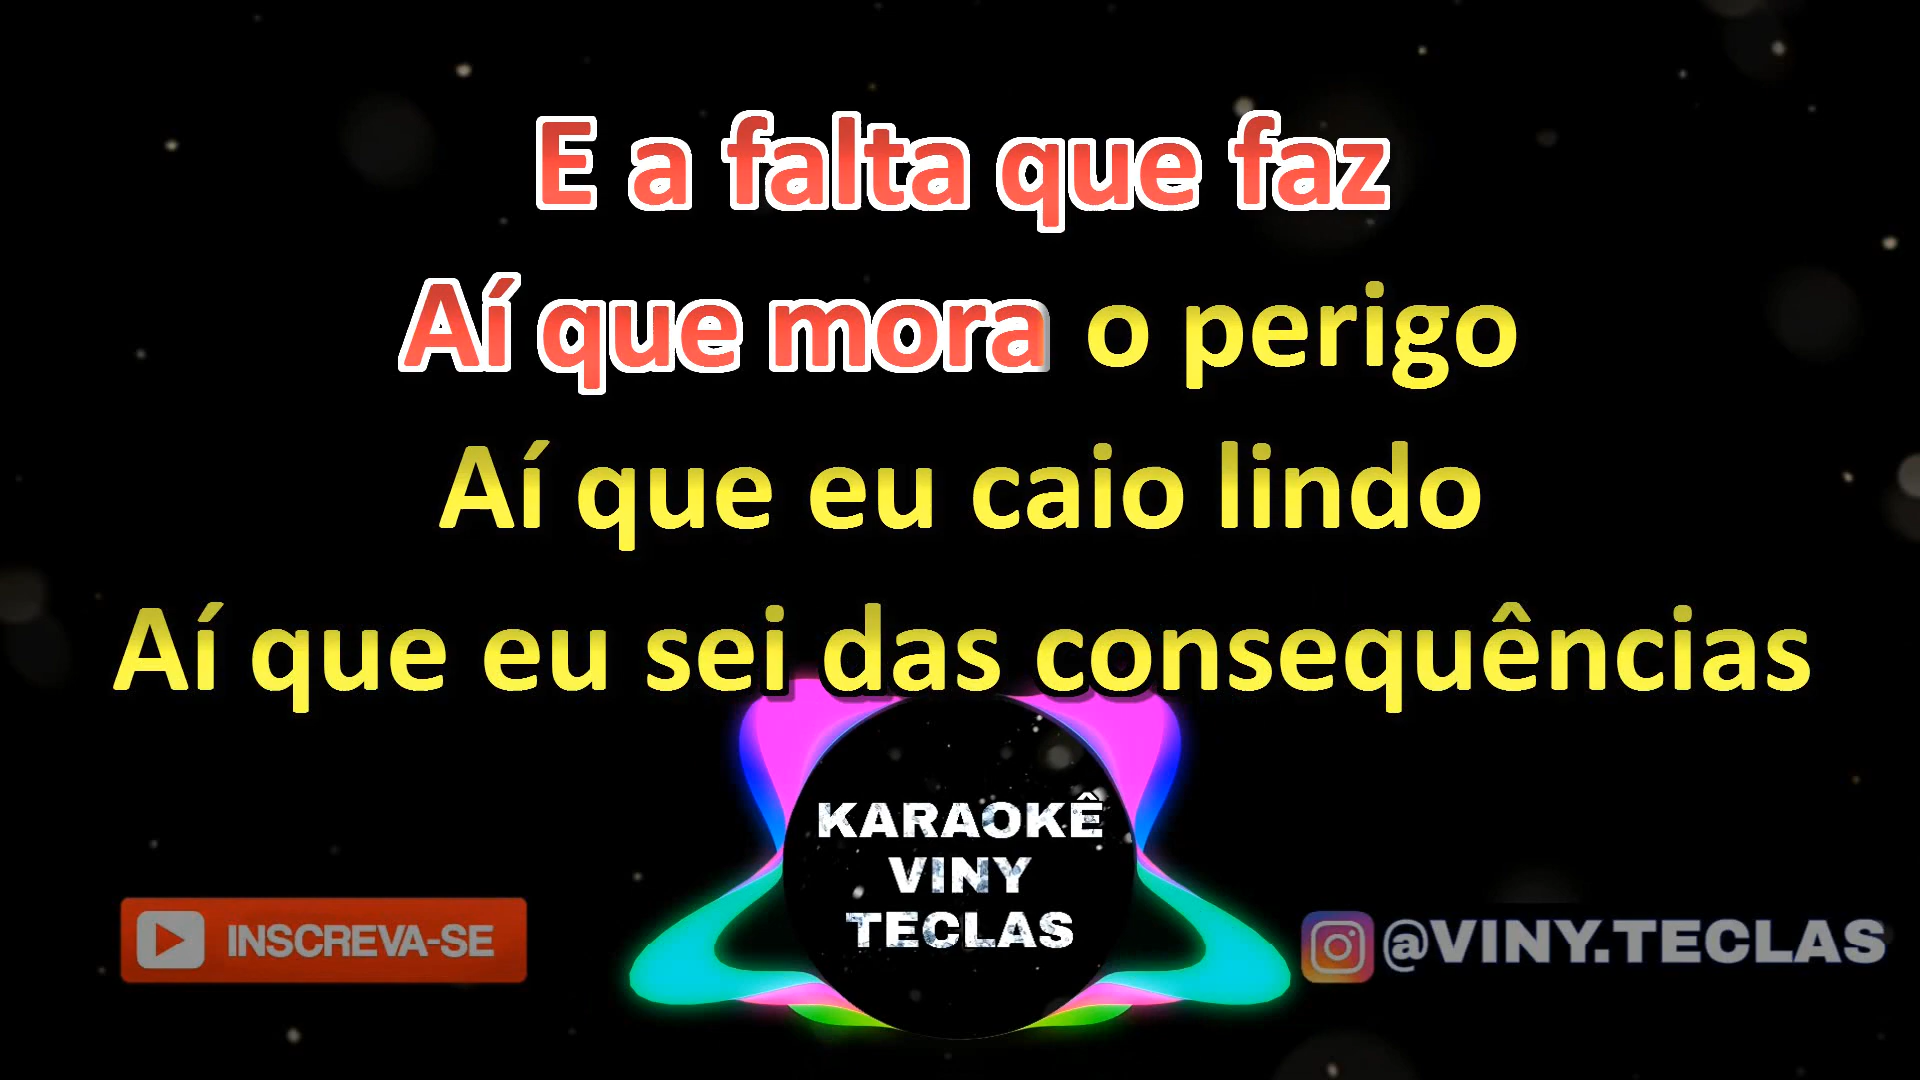 E a falta que faz
Aí que mora o perigo
Aí que eu caio lindo
Aí que eu sei das consequências
KARAOKÊ
VINY
TECLAS
INSCREVA-SE
@VINY.TECLAS